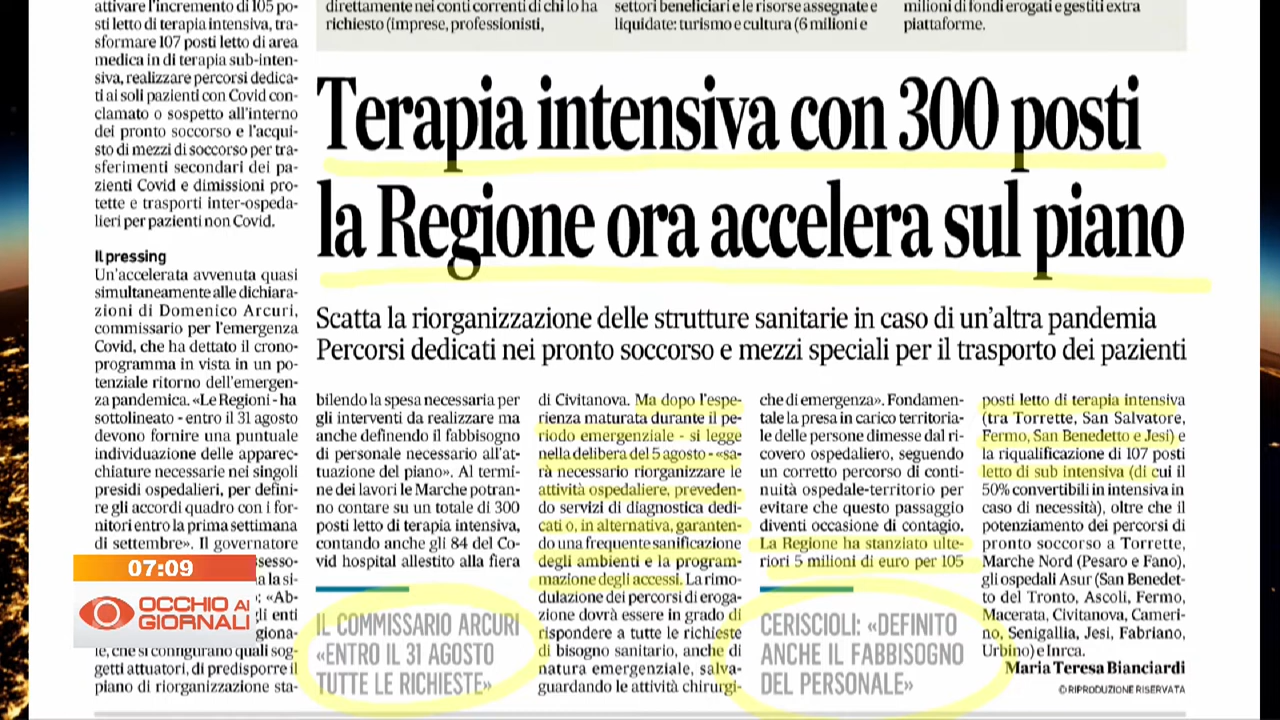 attivare l'incremento di 105 po-
sti letto di terapia intensiva, tra-
sformare 107 posti letto di area
medica in di terapia sub-inten-
siva, realizzare percorsi dedica-
ti ai soli pazienti con Covid con-
clamato o sospetto all'interno
dei pronto soccorso e l'acqui-
sto di mezzi di soccorso per tra-
sferimenti secondari dei pa-
zienti Covid e dimissioni pro-
tette e trasporti inter-ospeda-
lieri per pazienti non Covid.
Il pressing
Un'accelerata avvenuta quasi
simultaneamente alle dichiara-
zioni di Domenico Arcuri,
commissario per l'emergenza
Covid, che ha dettato il crono-
programma in vista in un po-
tenziale ritorno dell'emergen-
za pandemica. «Le Regioni - ha
sottolineato - entro il 31 agosto
devono fornire una puntuale
individuazione delle apparec-
chiature necessarie nei singoli
presidi ospedalieri, per defini-
re gli accordi quadro con i for-
nitori entro la prima settimana
di settembre». Il governatore
ssesso-
a la si-
; «Ab-
gli enti
giona-
le, che si configurano quali sog-
getti attuatori, di predisporre il
piano di riorganizzazione sta-
direttamente nei conti correnti di chi lo ha
richiesto (imprese, professionisti,
settori beneficiari e le risorse assegnate e
liquidate: turismo e cultura (6 milioni e
milioni di fondi erogati e gestiti extra
piattaforme.
Terapia intensiva con 300 posti
la Regione ora accelera sul piano
Scatta la riorganizzazione delle strutture sanitarie in caso di un'altra pandemia
Percorsi dedicati nei pronto soccorso e mezzi speciali per il trasporto dei pazienti
bilendo la spesa necessaria per
gli interventi da realizzare ma
anche definendo il fabbisogno
di personale necessario all'at-
tuazione del piano». Al termi-
ne dei lavori le Marche potran-
no contare su un totale di 300
posti letto di terapia intensiva,
contando anche gli 84 del Co-
vid hospital allestito alla fiera
IL COMMISSARIO ARCURI
«ENTRO IL 31 AGOSTO
TUTTE LE RICHIESTE»
di Civitanova. Ma dopo l'espe-
rienza maturata durante il pe-
riodo emergenziale - si legge
nella delibera del 5 agosto - «sa-
rà necessario riorganizzare le
attività ospedaliere, preveden-
do servizi di diagnostica dedi-
cati o, in alternativa, garanten-
do una frequente sanificazione
degli ambienti e la program-
mazione degli accessi. La rimo-
dulazione dei percorsi di eroga-
zione dovrà essere in grado di
rispondere a tutte le richieste
di bisogno sanitario, anche di
natura emergenziale, salva-
guardando le attività chirurgi-
che di emergenza». Fondamen-
tale la presa in carico territoria-
le delle persone dimesse dal ri-
covero ospedaliero, seguendo
un corretto percorso di conti-
nuità ospedale-territorio per
evitare che questo passaggio
diventi occasione di contagio.
La Regione ha stanziato ulte-
riori 5 milioni di euro per 105
CERISCIOLI: «DEFINITO
ANCHE IL FABBISOGNO
DEL PERSONALE»
posti letto di terapia intensiva
(tra Torrette, San Salvatore,
Fermo, San Benedetto e Jesi) e
la riqualificazione di 107 posti
letto di sub intensiva (di cui il
50% convertibili in intensiva in
caso di necessità), oltre che il
potenziamento dei percorsi di
pronto soccorso a Torrette,
Marche Nord (Pesaro e Fano),
gli ospedali Asur (San Benedet-
to del Tronto, Ascoli, Fermo,
Macerata, Civitanova, Cameri-
no, Senigallia, Jesi, Fabriano,
Urbino) e Inrca.
Maria Teresa Bianciardi
© RIPRODUZIONE RISERVATA
07:09
OCCHIO AI
GIORNALI